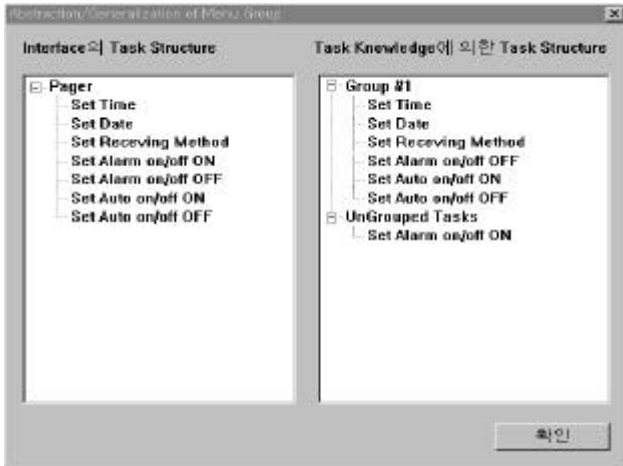 Abstraction/Generalization of Menu Group
Interface의 Task Structure
Pager
Set Time
Set Date
Set Receving Method
Set Alarm on/off ON
Set Alarm on/off OFF
Set Auto on/off ON
Set Auto on/off OFF
Task Knowledge에 의한 Task Structure
Group #1
Set Time
Set Date
Set Receving Method
Set Alarm on/off OFF
Set Auto on/off ON
Set Auto on/off OFF
UnGrouped Tasks
Set Alarm on/off ON
확인